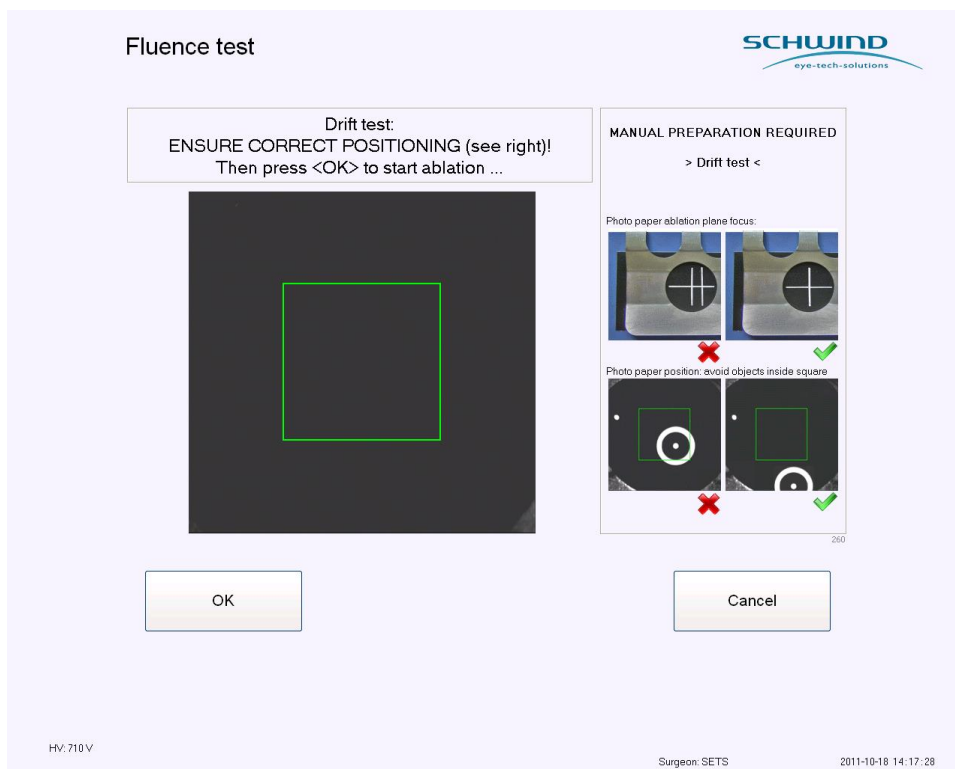 Fluence test
SCHWIND
eye-tech-solutions
Drift test:
ENSURE CORRECT POSITIONING (see right)!
Then press <OK> to start ablation ...
MANUAL PREPARATION REQUIRED
> Drift test <
Photo paper ablation plane focus:
Photo paper position: avoid objects inside square
260
OK
Cancel
HV: 710 V
Surgeon: SETS
2011-10-18 14:17:28